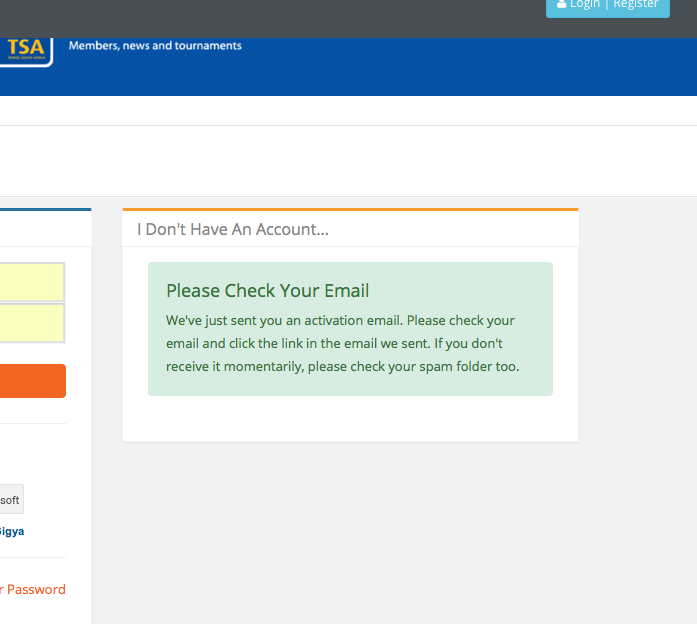 Login | Register
TSA
Members, news and tournaments
I Don't Have An Account...
Please Check Your Email
We've just sent you an activation email. Please check your
email and click the link in the email we sent. If you don't
receive it momentarily, please check your spam folder too.
soft
Gigya
r Password